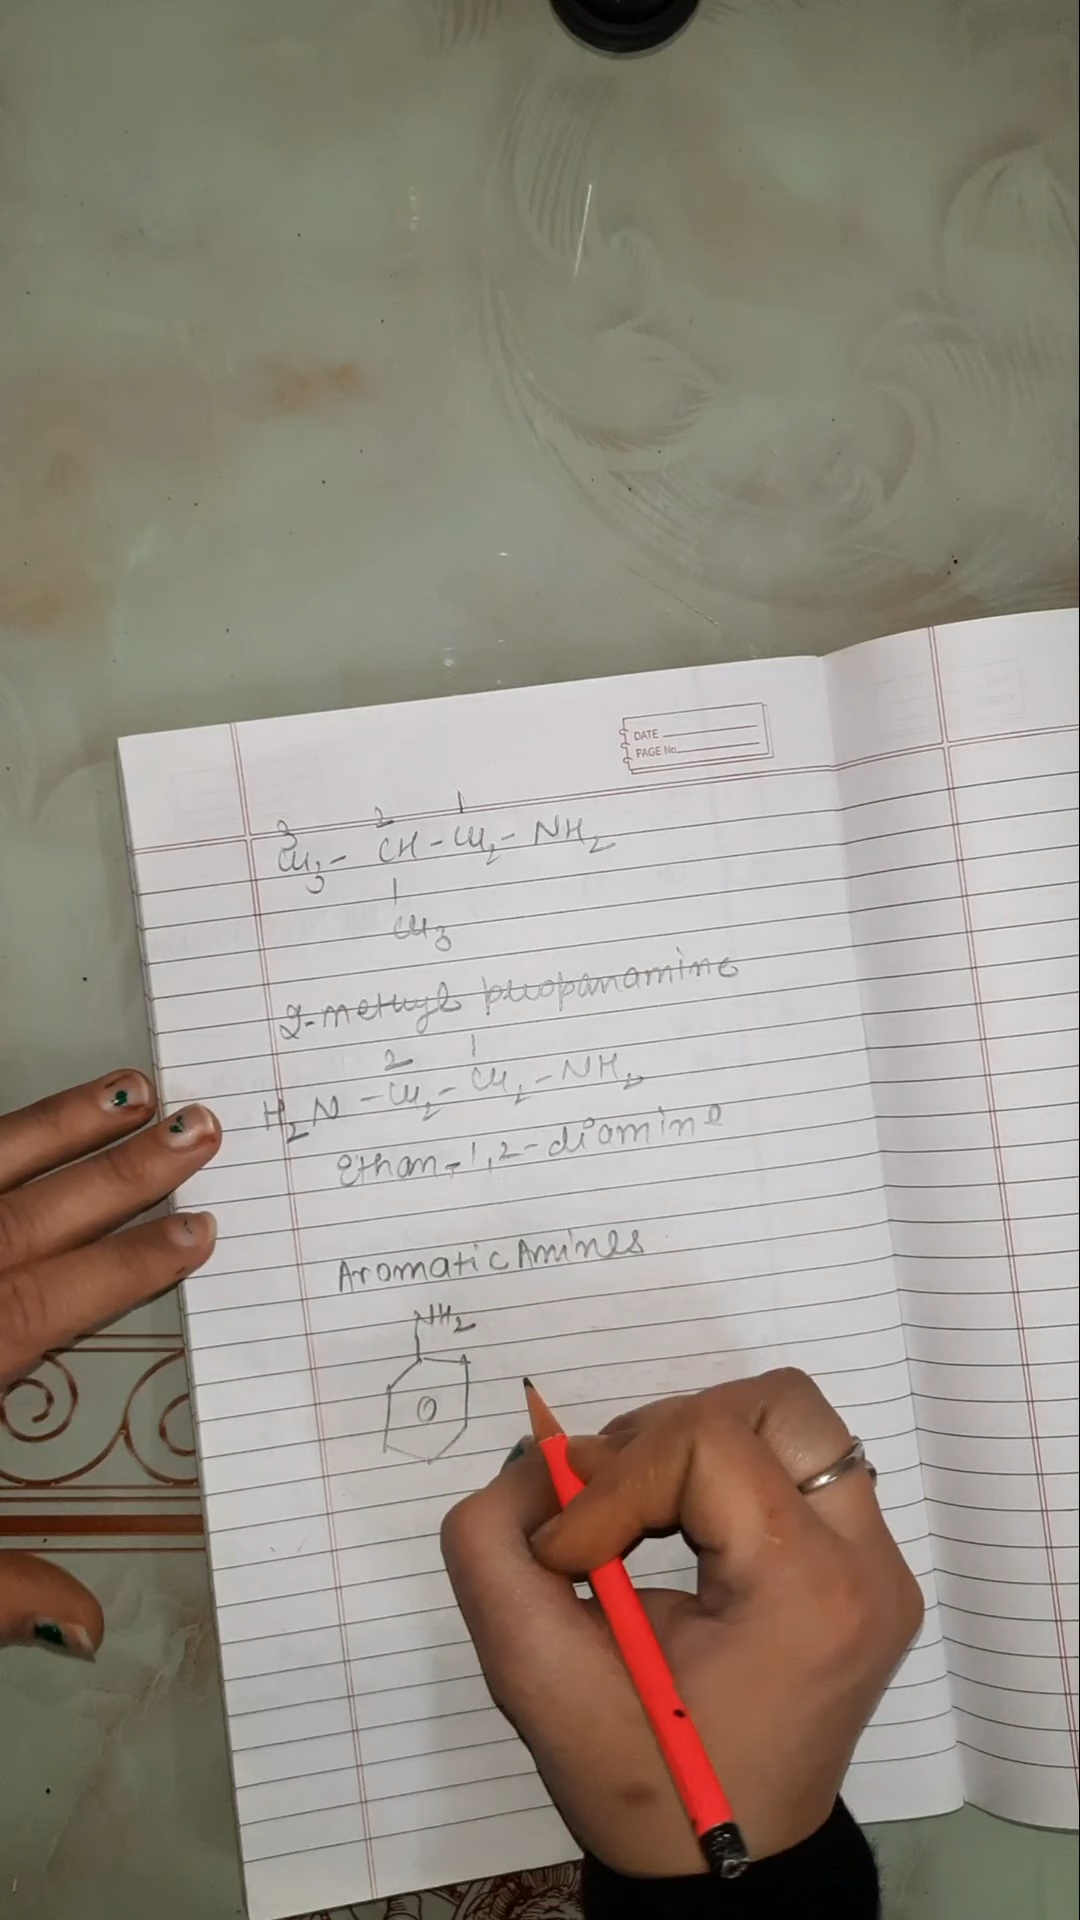 DATE
PAGE No.
3 2 1
CH3 - CH - CH2 - NH2
CH3
2-methyl propanamine
2 1
H2N - CH2 - CH2 - NH2
Ethan-1,2-diamine
Aromatic Amines
NH2